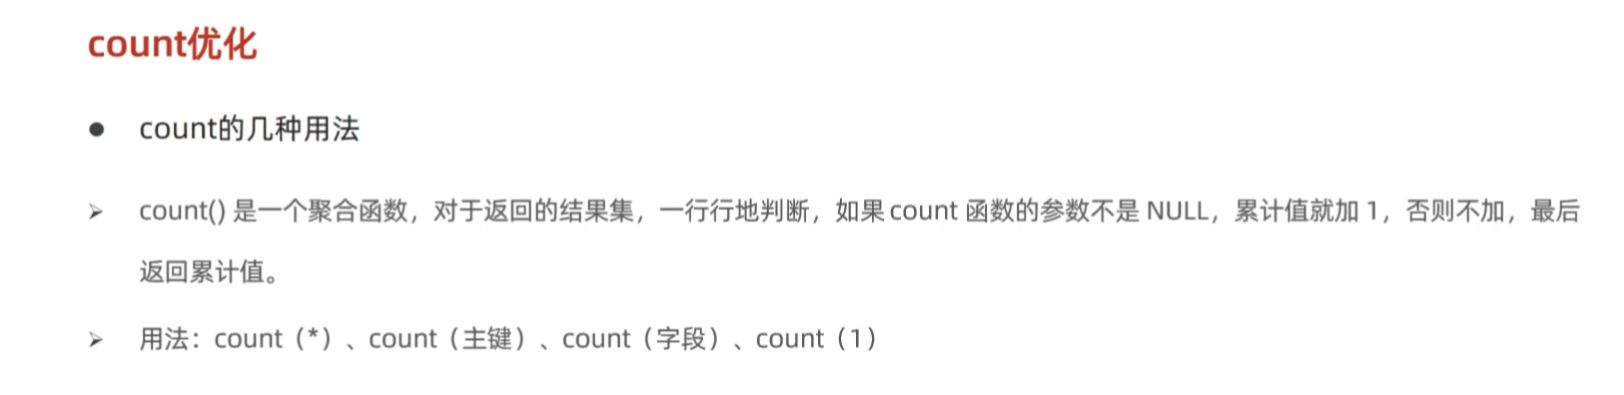 count优化
● count的几种用法
➢ count() 是一个聚合函数，对于返回的结果集，一行行地判断，如果 count 函数的参数不是 NULL，累计值就加 1，否则不加，最后
返回累计值。
➢ 用法：count（*）、count（主键）、count（字段）、count（1）